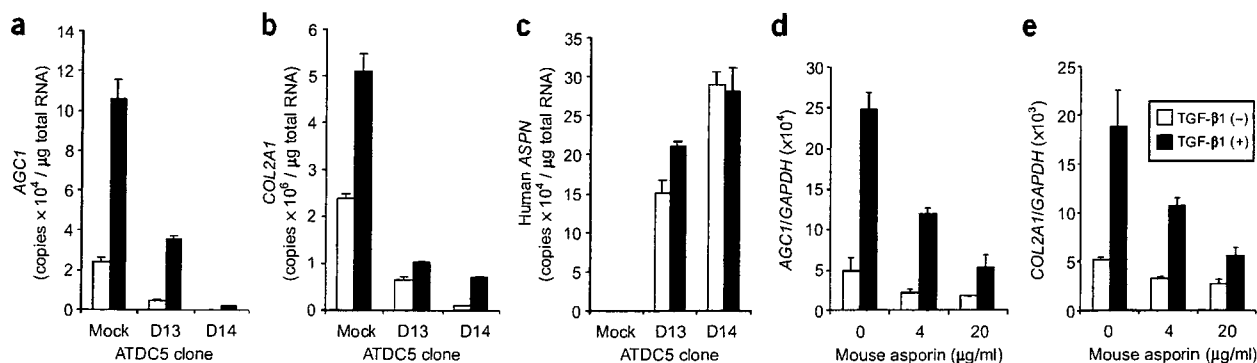 a
AGC1
(copies × 10⁴ / µg total RNA)
14
12
10
8
6
4
2
0
Mock D13 D14
ATDC5 clone
b
COL2A1
(copies × 10⁶ / µg total RNA)
6
5
4
3
2
1
0
Mock D13 D14
ATDC5 clone
c
Human ASPN
(copies × 10⁴ / µg total RNA)
35
30
25
20
15
10
5
0
Mock D13 D14
ATDC5 clone
d
AGC1/GAPDH (×10⁴)
30
25
20
15
10
5
0
0 4 20
Mouse asporin (µg/ml)
e
COL2A1/GAPDH (×10³)
25
20
15
10
5
0
0 4 20
Mouse asporin (µg/ml)
TGF-β1 (–)
TGF-β1 (+)